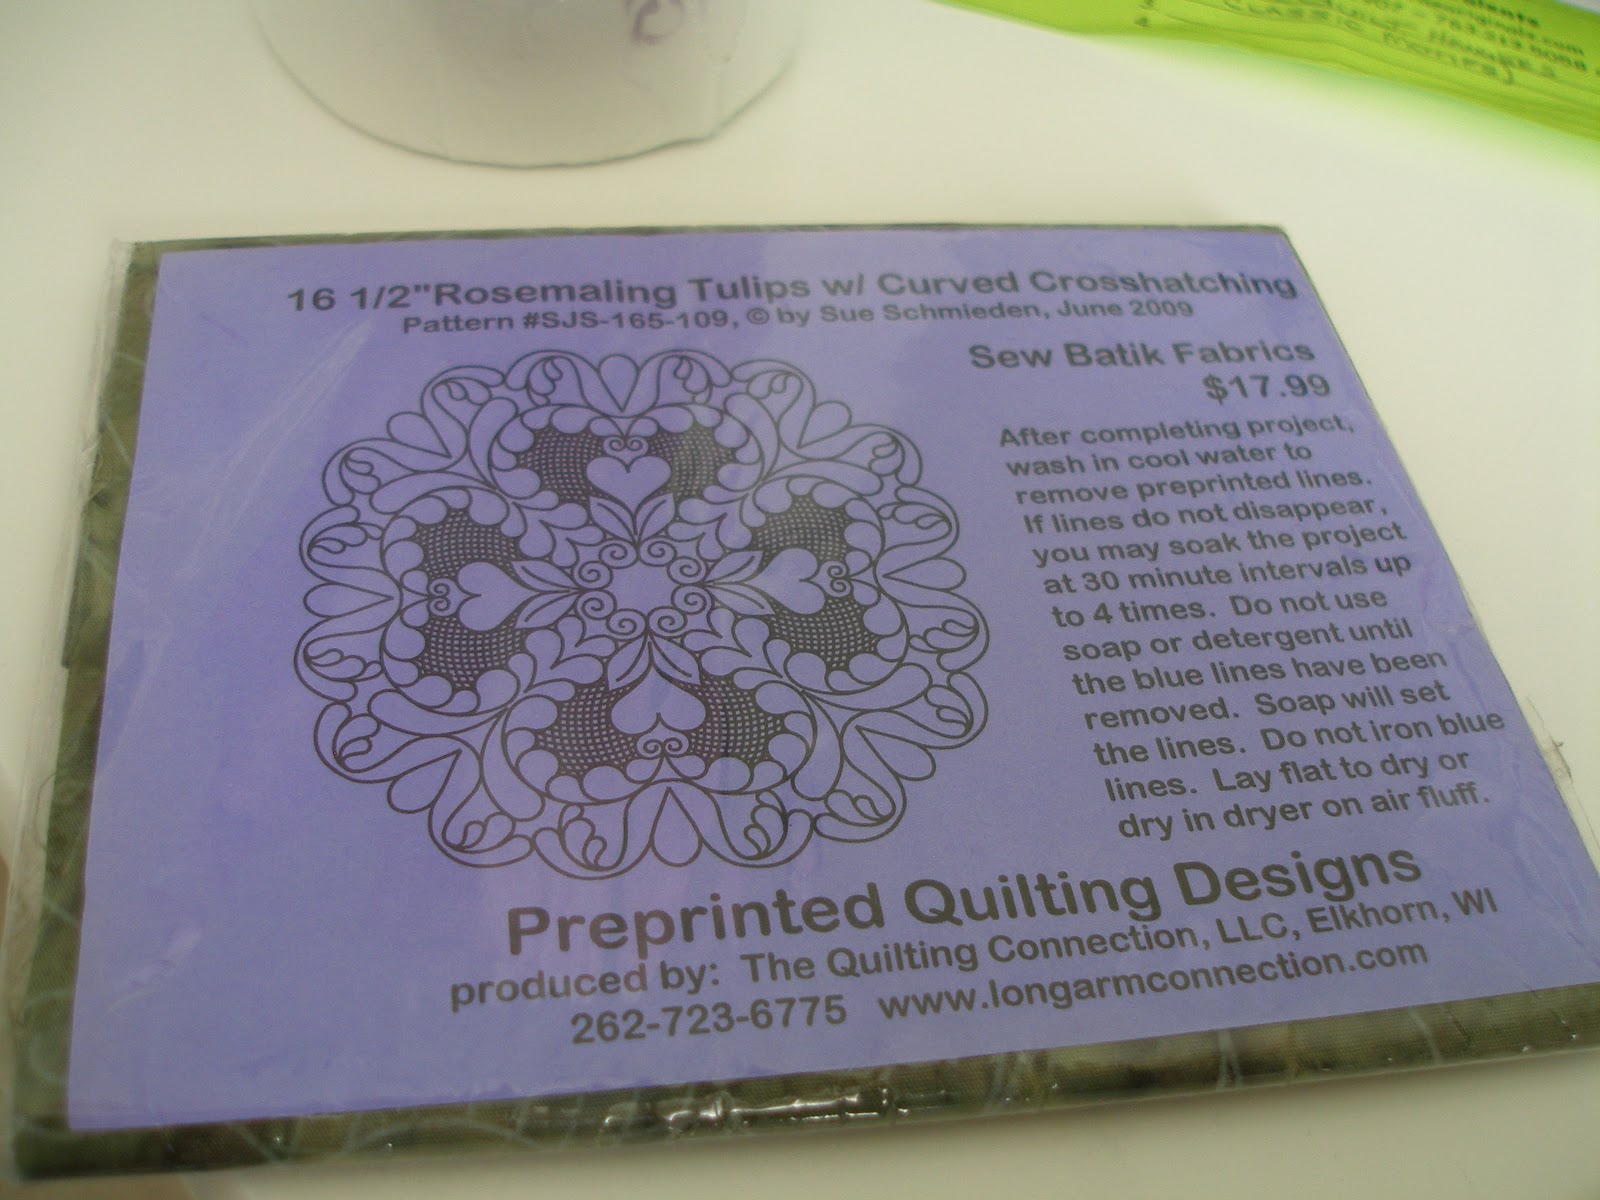 16 1/2"Rosemaling Tulips w/ Curved Crosshatching
Pattern #SJS-165-109, © by Sue Schmieden, June 2009
Sew Batik Fabrics
$17.99
After completing project,
wash in cool water to
remove preprinted lines.
If lines do not disappear,
you may soak the project
at 30 minute intervals up
to 4 times. Do not use
soap or detergent until
the blue lines have been
removed. Soap will set
the lines. Do not iron blue
lines. Lay flat to dry or
dry in dryer on air fluff.
Preprinted Quilting Designs
produced by: The Quilting Connection, LLC, Elkhorn, WI
262-723-6775 www.longarmconnection.com
CLASSIC